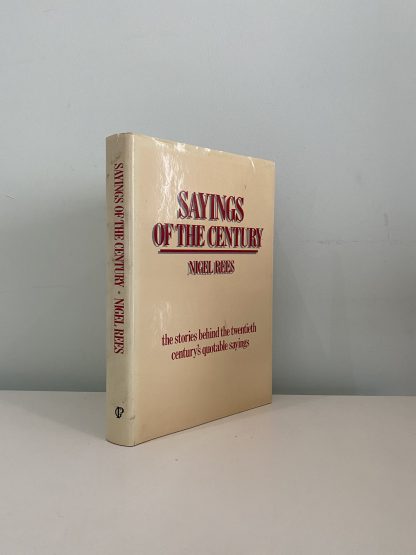 SAYINGS OF THE CENTURY • NIGEL REES
SAYINGS
OF THE CENTURY
NIGEL REES
the stories behind the twentieth
century's quotable sayings